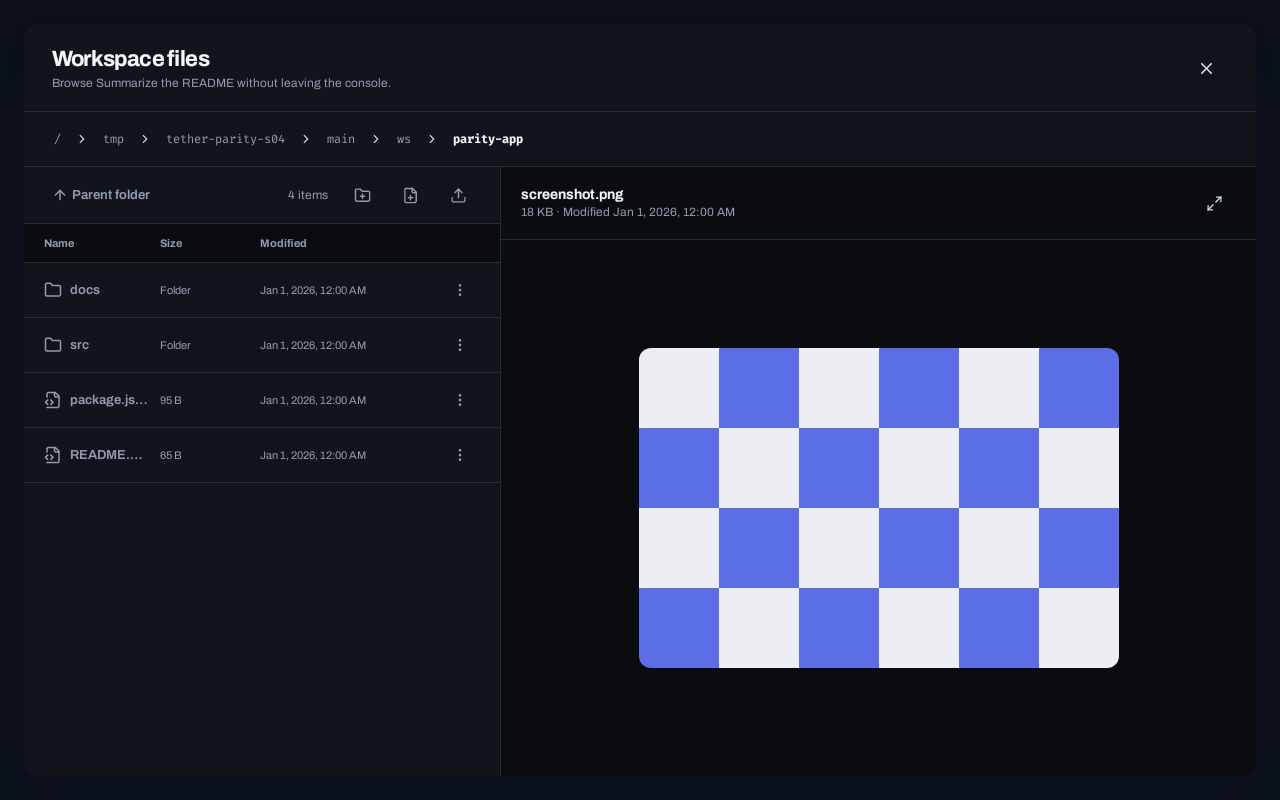 Workspace files
Browse Summarize the README without leaving the console.
/ tmp tether-parity-s04 main ws parity-app
Parent folder 4 items
Name Size Modified
docs Folder Jan 1, 2026, 12:00 AM
src Folder Jan 1, 2026, 12:00 AM
package.js… 95 B Jan 1, 2026, 12:00 AM
README.… 65 B Jan 1, 2026, 12:00 AM
screenshot.png
18 KB · Modified Jan 1, 2026, 12:00 AM